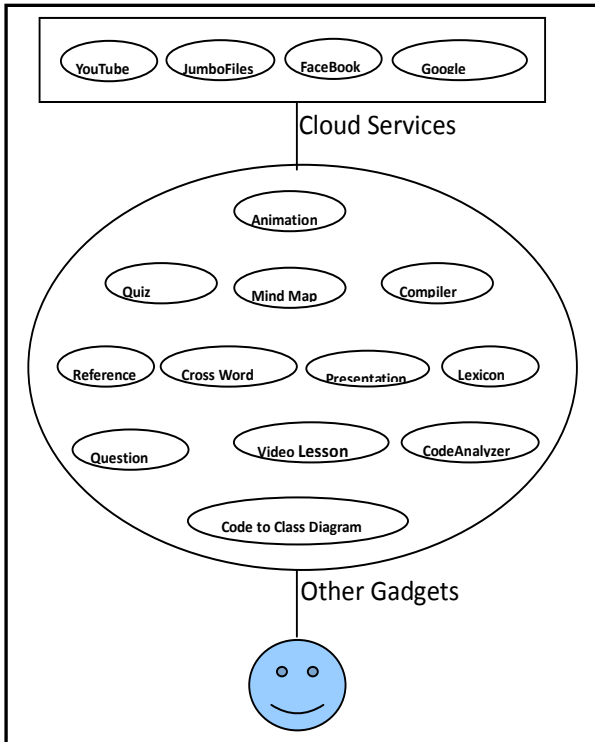 YouTube JumboFiles FaceBook Google
Cloud Services
Animation
Quiz Mind Map Compiler
Reference Cross Word Presentation Lexicon
Question Video Lesson CodeAnalyzer
Code to Class Diagram
Other Gadgets